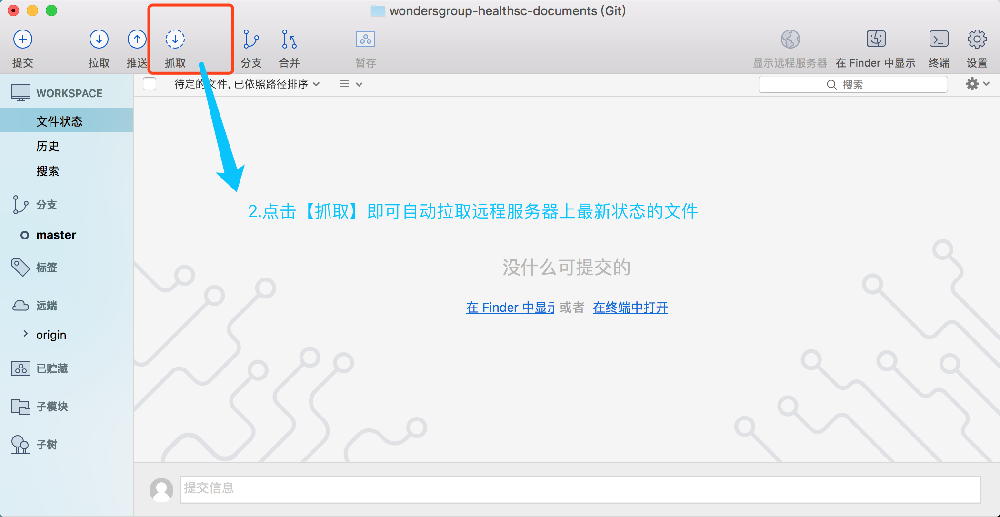 wondersgroup-healthsc-documents (Git)
提交
拉取
推送
抓取
分支
合并
暂存
显示远程服务器
在 Finder 中显示
终端
设置
待定的文件, 已依照路径排序
搜索
WORKSPACE
文件状态
历史
搜索
分支
master
标签
远端
origin
已贮藏
子模块
子树
2.点击【抓取】即可自动拉取远程服务器上最新状态的文件
没什么可提交的
在 Finder 中显示 或者 在终端中打开
提交信息